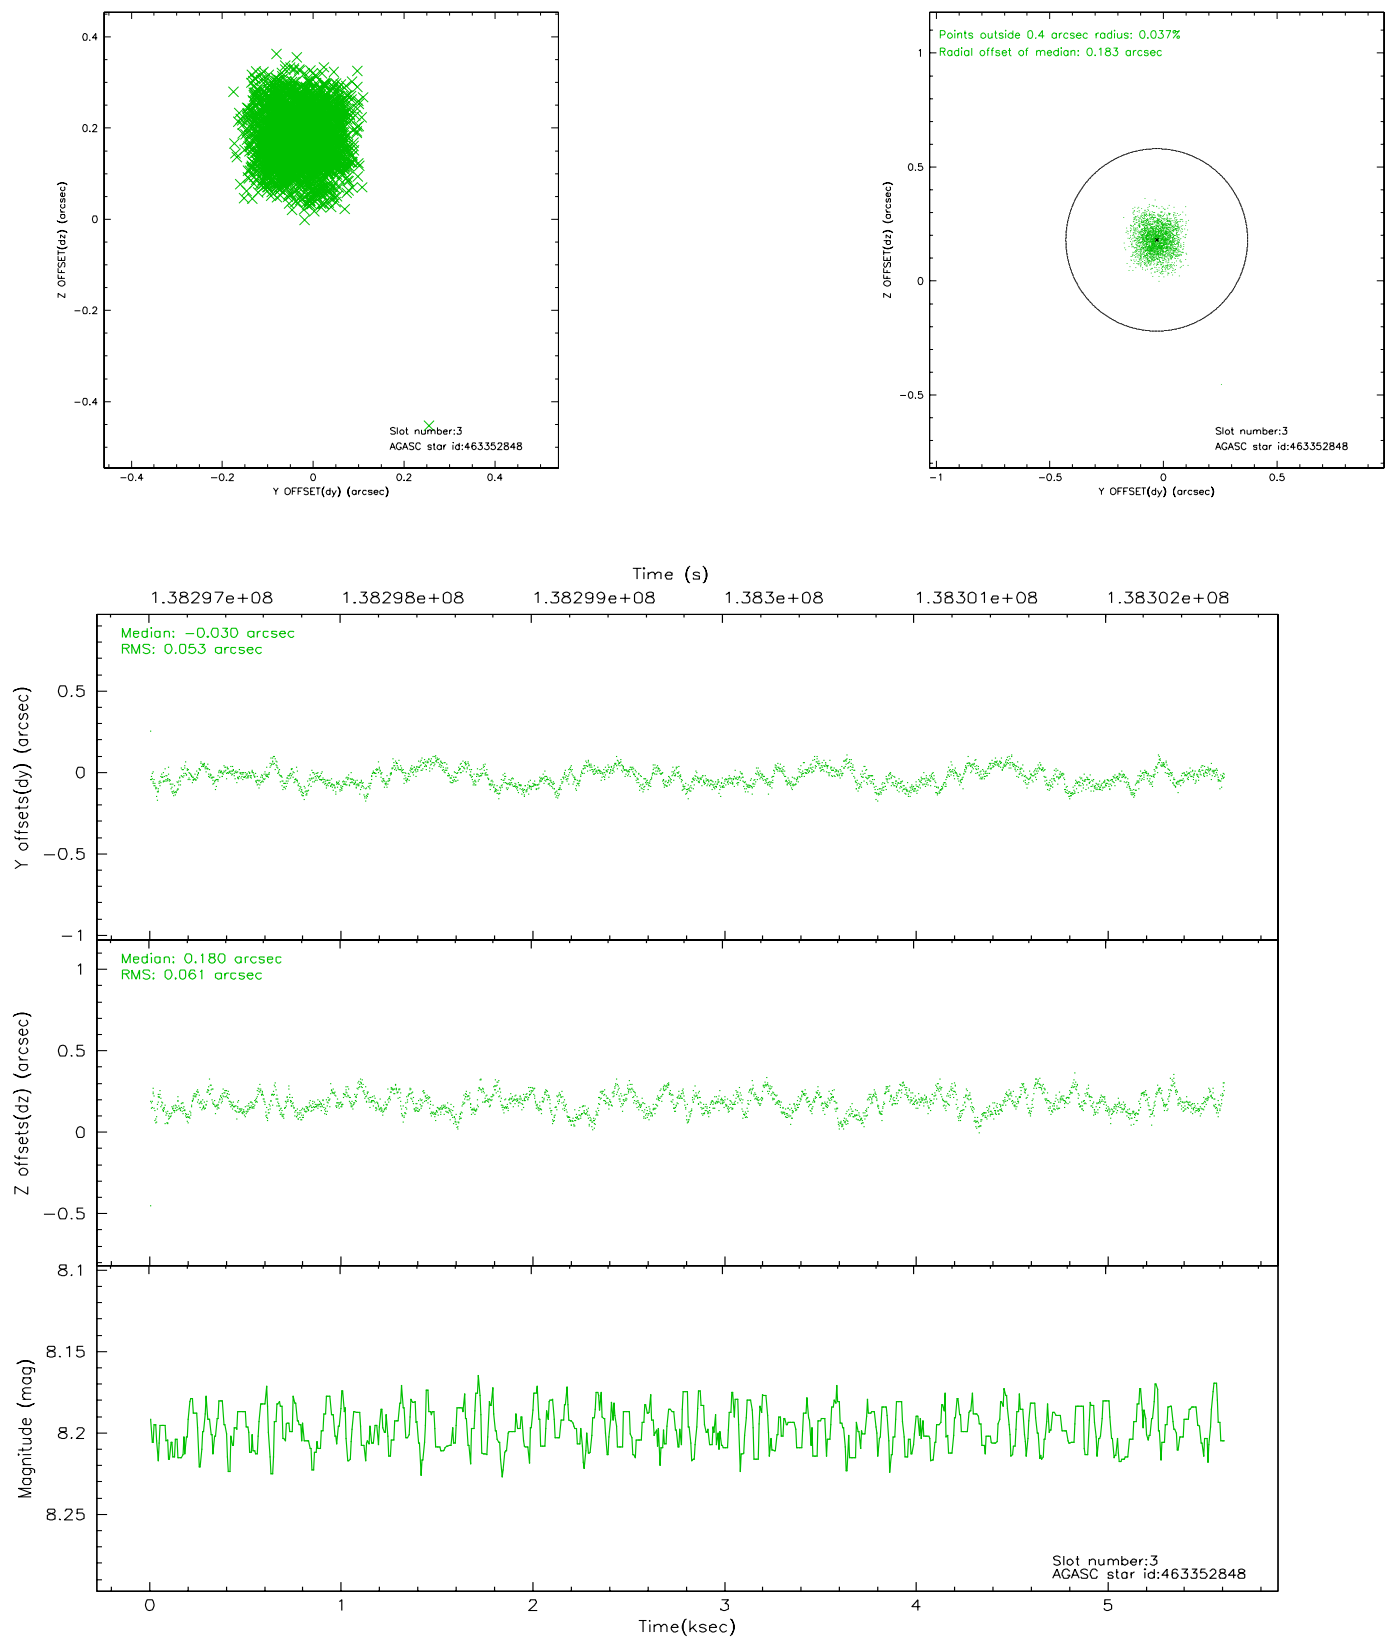 0.4
0.2
0
−0.2
−0.4
Z OFFSET(dz) (arcsec)
Slot number:3
AGASC star id:463352848
−0.4 −0.2 0 0.2 0.4
Y OFFSET(dy) (arcsec)
Points outside 0.4 arcsec radius: 0.037%
Radial offset of median: 0.183 arcsec
1
0.5
0
−0.5
Z OFFSET(dz) (arcsec)
Slot number:3
AGASC star id:463352848
−1 −0.5 0 0.5
Y OFFSET(dy) (arcsec)
Time (s)
1.38297e+08 1.38298e+08 1.38299e+08 1.383e+08 1.38301e+08 1.38302e+08
Median: −0.030 arcsec
RMS: 0.053 arcsec
0.5
0
−0.5
−1
Y offsets(dy) (arcsec)
Median: 0.180 arcsec
RMS: 0.061 arcsec
1
0.5
0
−0.5
Z offsets(dz) (arcsec)
8.1
8.15
8.2
8.25
Magnitude (mag)
Slot number:3
AGASC star id:463352848
0 1 2 3 4 5
Time(ksec)